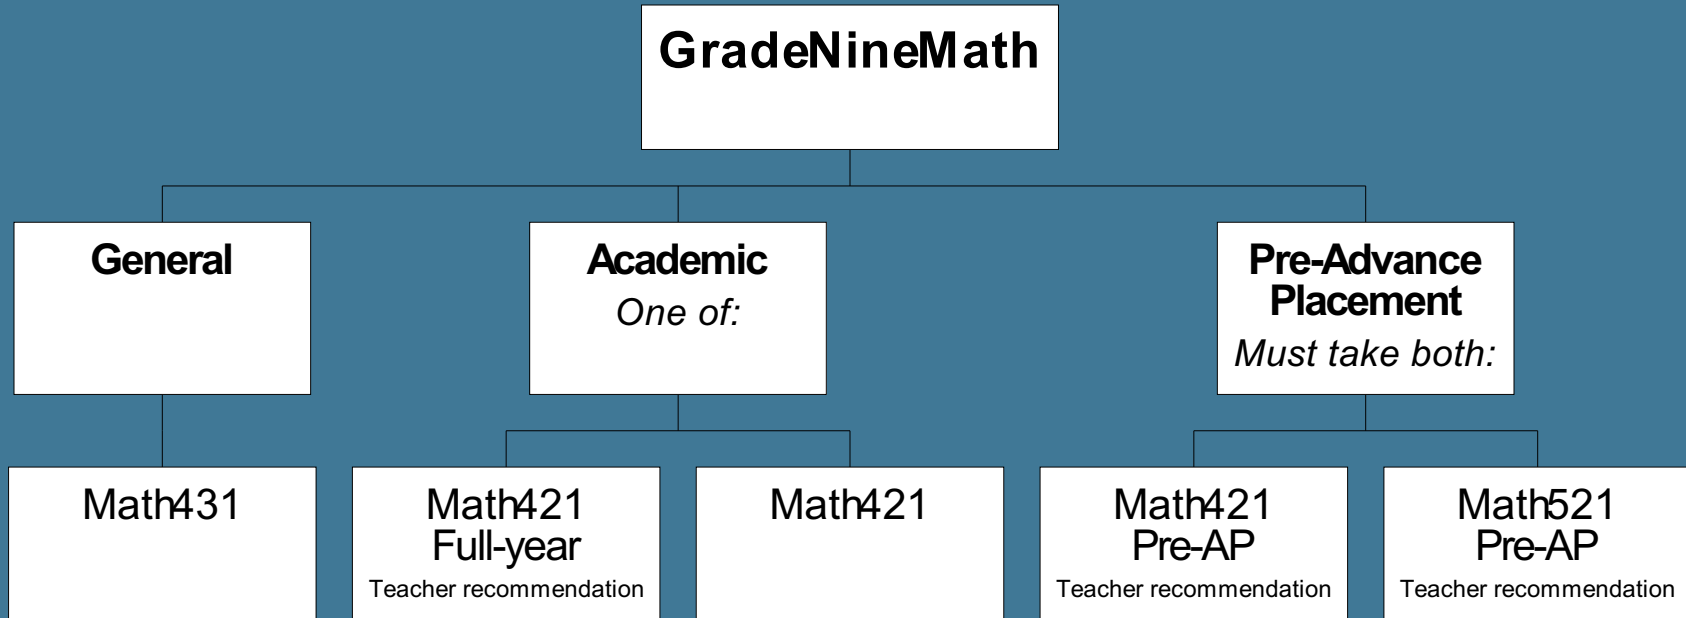 GradeNineMath
General
Academic
One of:
Pre-Advance
Placement
Must take both:
Math431
Math421
Full-year
Teacher recommendation
Math421
Math421
Pre-AP
Teacher recommendation
Math521
Pre-AP
Teacher recommendation